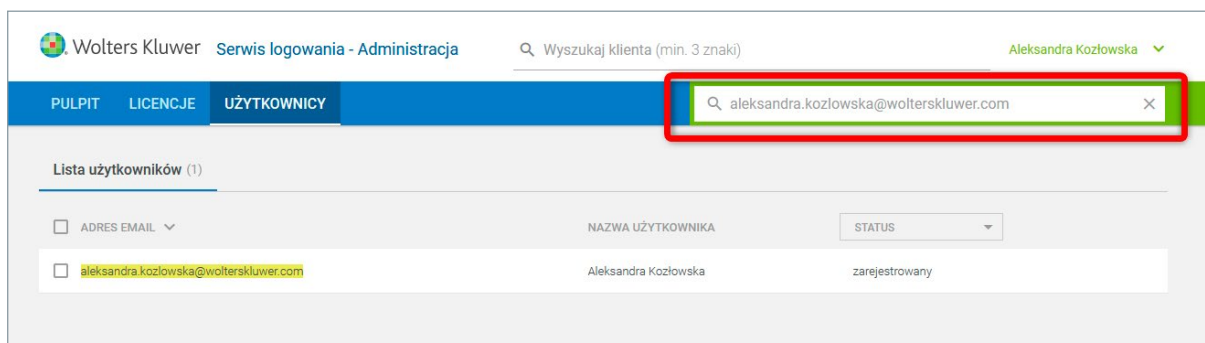 Wolters Kluwer Serwis logowania - Administracja Wyszukaj klienta (min. 3 znaki) Aleksandra Kozłowska
PULPIT LICENCJE UŻYTKOWNICY aleksandra.kozlowska@wolterskluwer.com
Lista użytkowników (1)
ADRES EMAIL NAZWA UŻYTKOWNIKA STATUS
aleksandra.kozlowska@wolterskluwer.com Aleksandra Kozłowska zarejestrowany